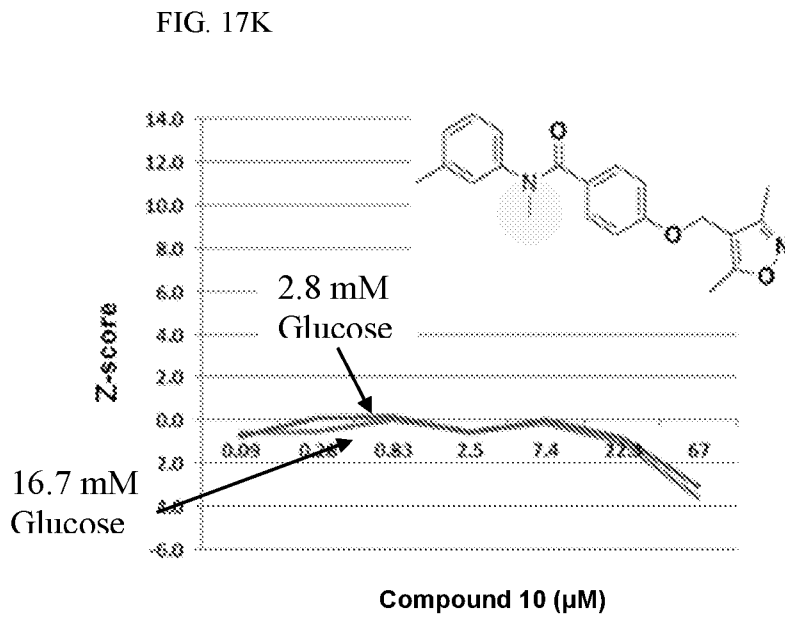 FIG. 17K
14.0
12.0
10.0
8.0
6.0
4.0
2.0
0.0
2.0
-6.0
Z-score
O
N
O
N
O
2.8 mM
Glucose
16.7 mM
Glucose
0.09
0.83
2.5
7.4
67
Compound 10 (µM)